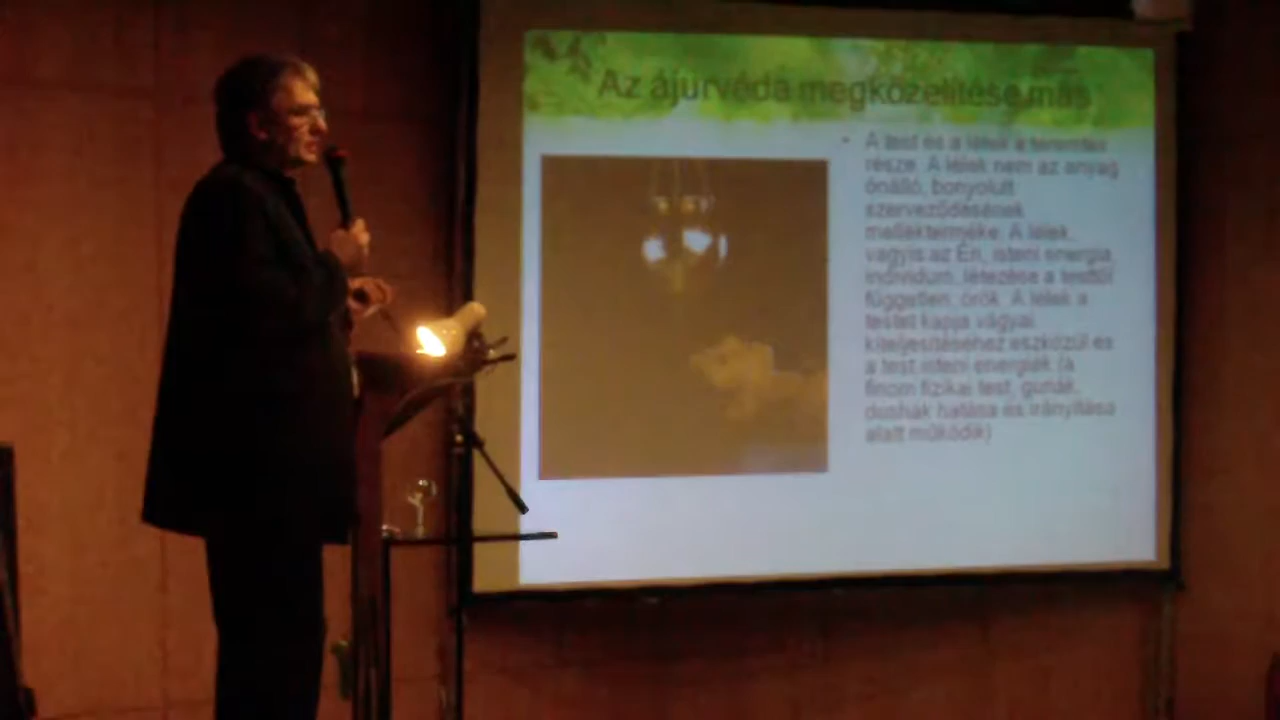 Az ájurvéda megközelítése más
• A test és a lélek a teremtés
része. A lélek nem az anyag
önálló, bonyolult
szerveződésének
mellékterméke. A lélek,
vagyis az Én, isteni energia,
individum, létezése a testtől
független, örök. A lélek a
testet kapja vágyai
kiteljesítéséhez eszközül és
a test isteni energiák (a
finom fizikai test, gunák,
doshák hatása és irányítása
alatt működik)